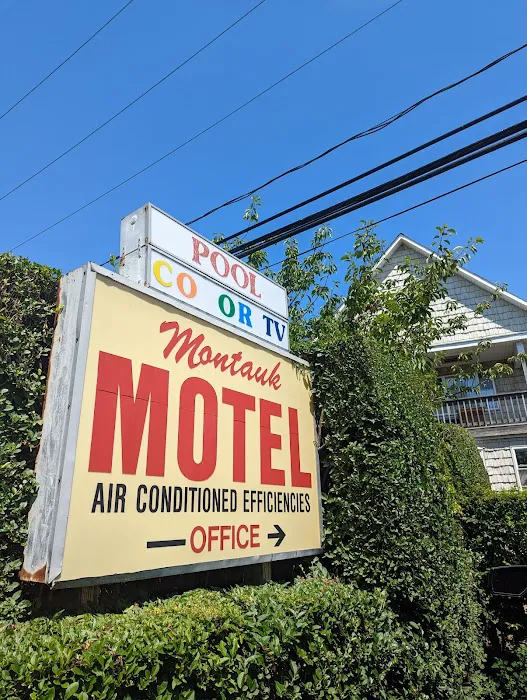 POOL
CO OR TV
Montauk
MOTEL
AIR CONDITIONED EFFICIENCIES
— OFFICE →